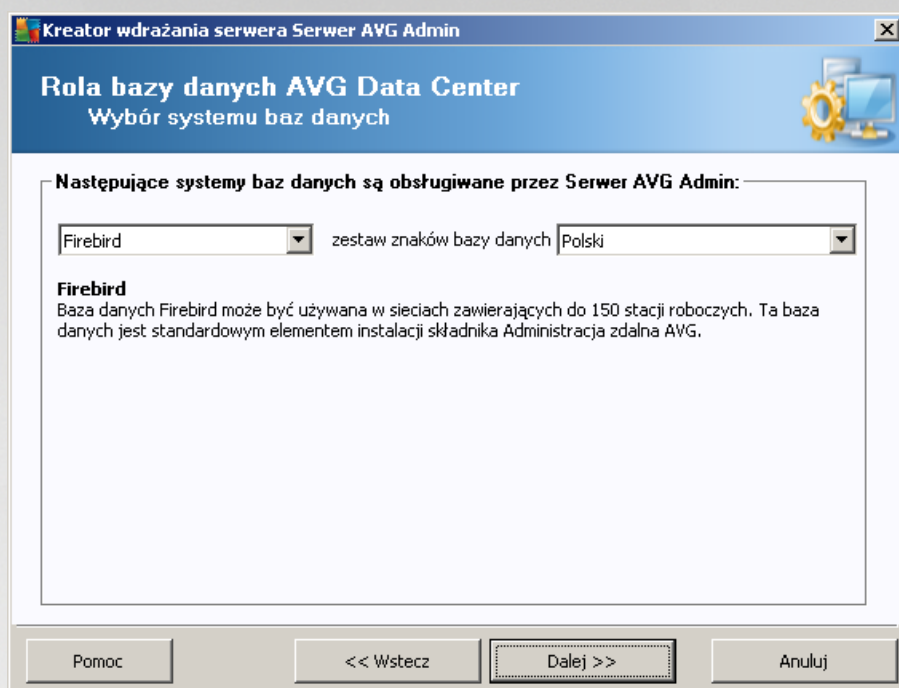 Kreator wdrażania serwera Serwer AVG Admin
Rola bazy danych AVG Data Center
Wybór systemu baz danych
Następujące systemy baz danych są obsługiwane przez Serwer AVG Admin:
Firebird zestaw znaków bazy danych Polski
Firebird
Baza danych Firebird może być używana w sieciach zawierających do 150 stacji roboczych. Ta baza
danych jest standardowym elementem instalacji składnika Administracja zdalna AVG.
Pomoc << Wstecz Dalej >> Anuluj